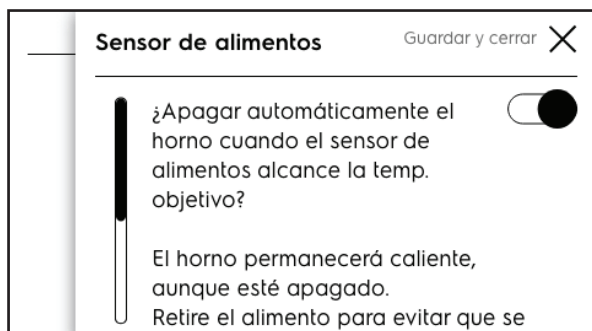 Sensor de alimentos
Guardar y cerrar
¿Apagar automáticamente el
horno cuando el sensor de
alimentos alcance la temp.
objetivo?
El horno permanecerá caliente,
aunque esté apagado.
Retire el alimento para evitar que se